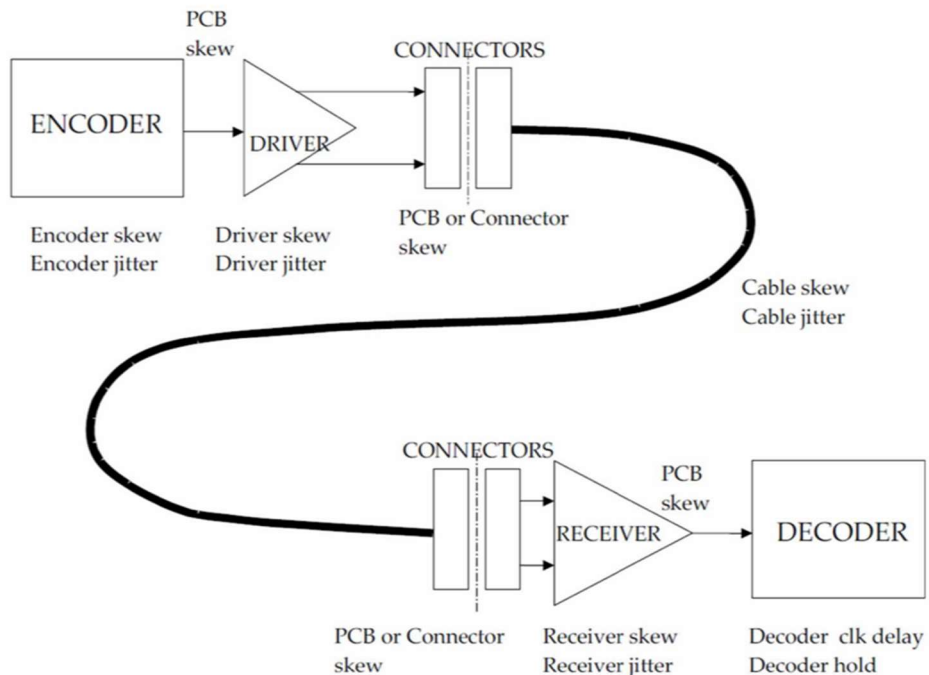 PCB
skew
CONNECTORS
ENCODER
DRIVER
Encoder skew
Encoder jitter
Driver skew
Driver jitter
PCB or Connector
skew
Cable skew
Cable jitter
CONNECTORS
PCB
skew
RECEIVER
DECODER
PCB or Connector
skew
Receiver skew
Receiver jitter
Decoder clk delay
Decoder hold